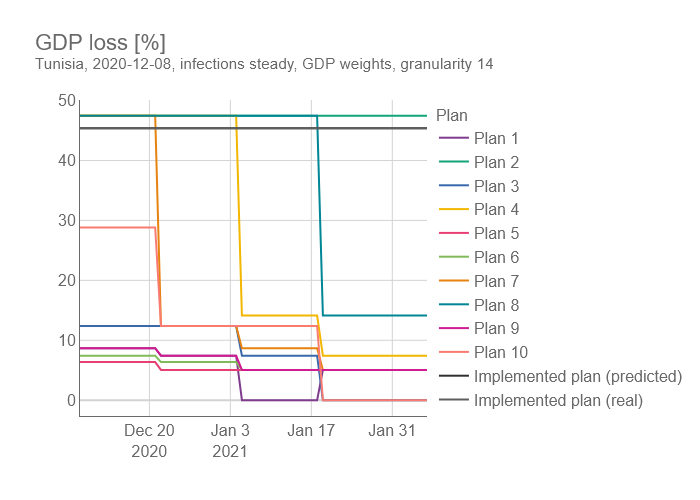 GDP loss [%]
Tunisia, 2020-12-08, infections steady, GDP weights, granularity 14
50
40
30
20
10
0
Dec 20
2020
Jan 3
2021
Jan 17
Jan 31
Plan
Plan 1
Plan 2
Plan 3
Plan 4
Plan 5
Plan 6
Plan 7
Plan 8
Plan 9
Plan 10
Implemented plan (predicted)
Implemented plan (real)